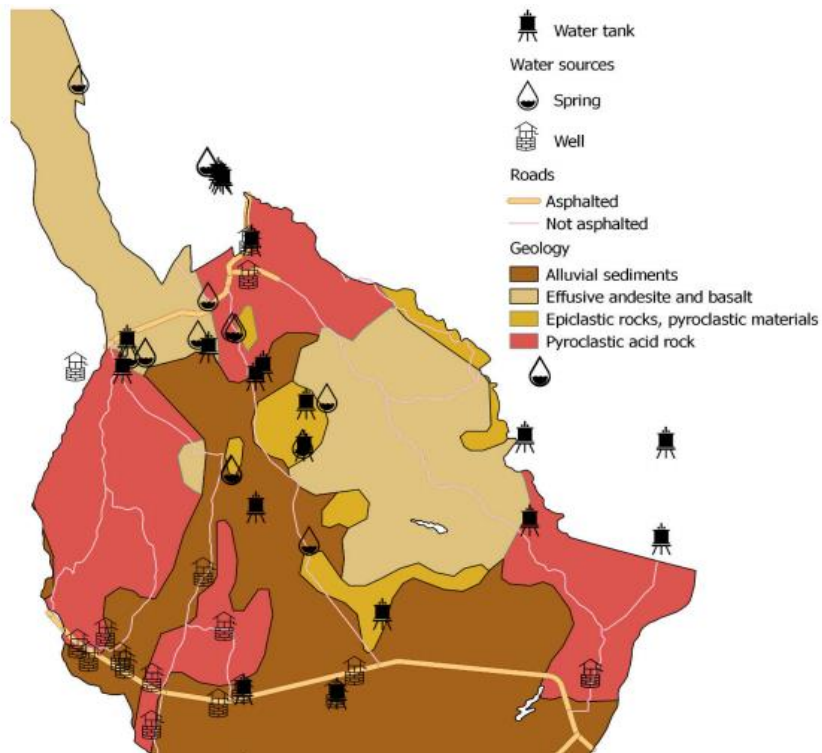 Water tank
Water sources
Spring
Well
Roads
Asphalted
Not asphalted
Geology
Alluvial sediments
Effusive andesite and basalt
Epiclastic rocks, pyroclastic materials
Pyroclastic acid rock